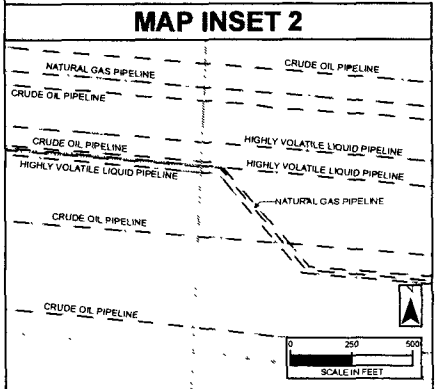 MAP INSET 2
CRUDE OIL PIPELINE
NATURAL GAS PIPELINE
CRUDE OIL PIPELINE
HIGHLY VOLATILE LIQUID PIPELINE
CRUDE OIL PIPELINE
HIGHLY VOLATILE LIQUID PIPELINE
HIGHLY VOLATILE LIQUID PIPELINE
NATURAL GAS PIPELINE
CRUDE OIL PIPELINE
CRUDE OIL PIPELINE
0 250 500
SCALE IN FEET